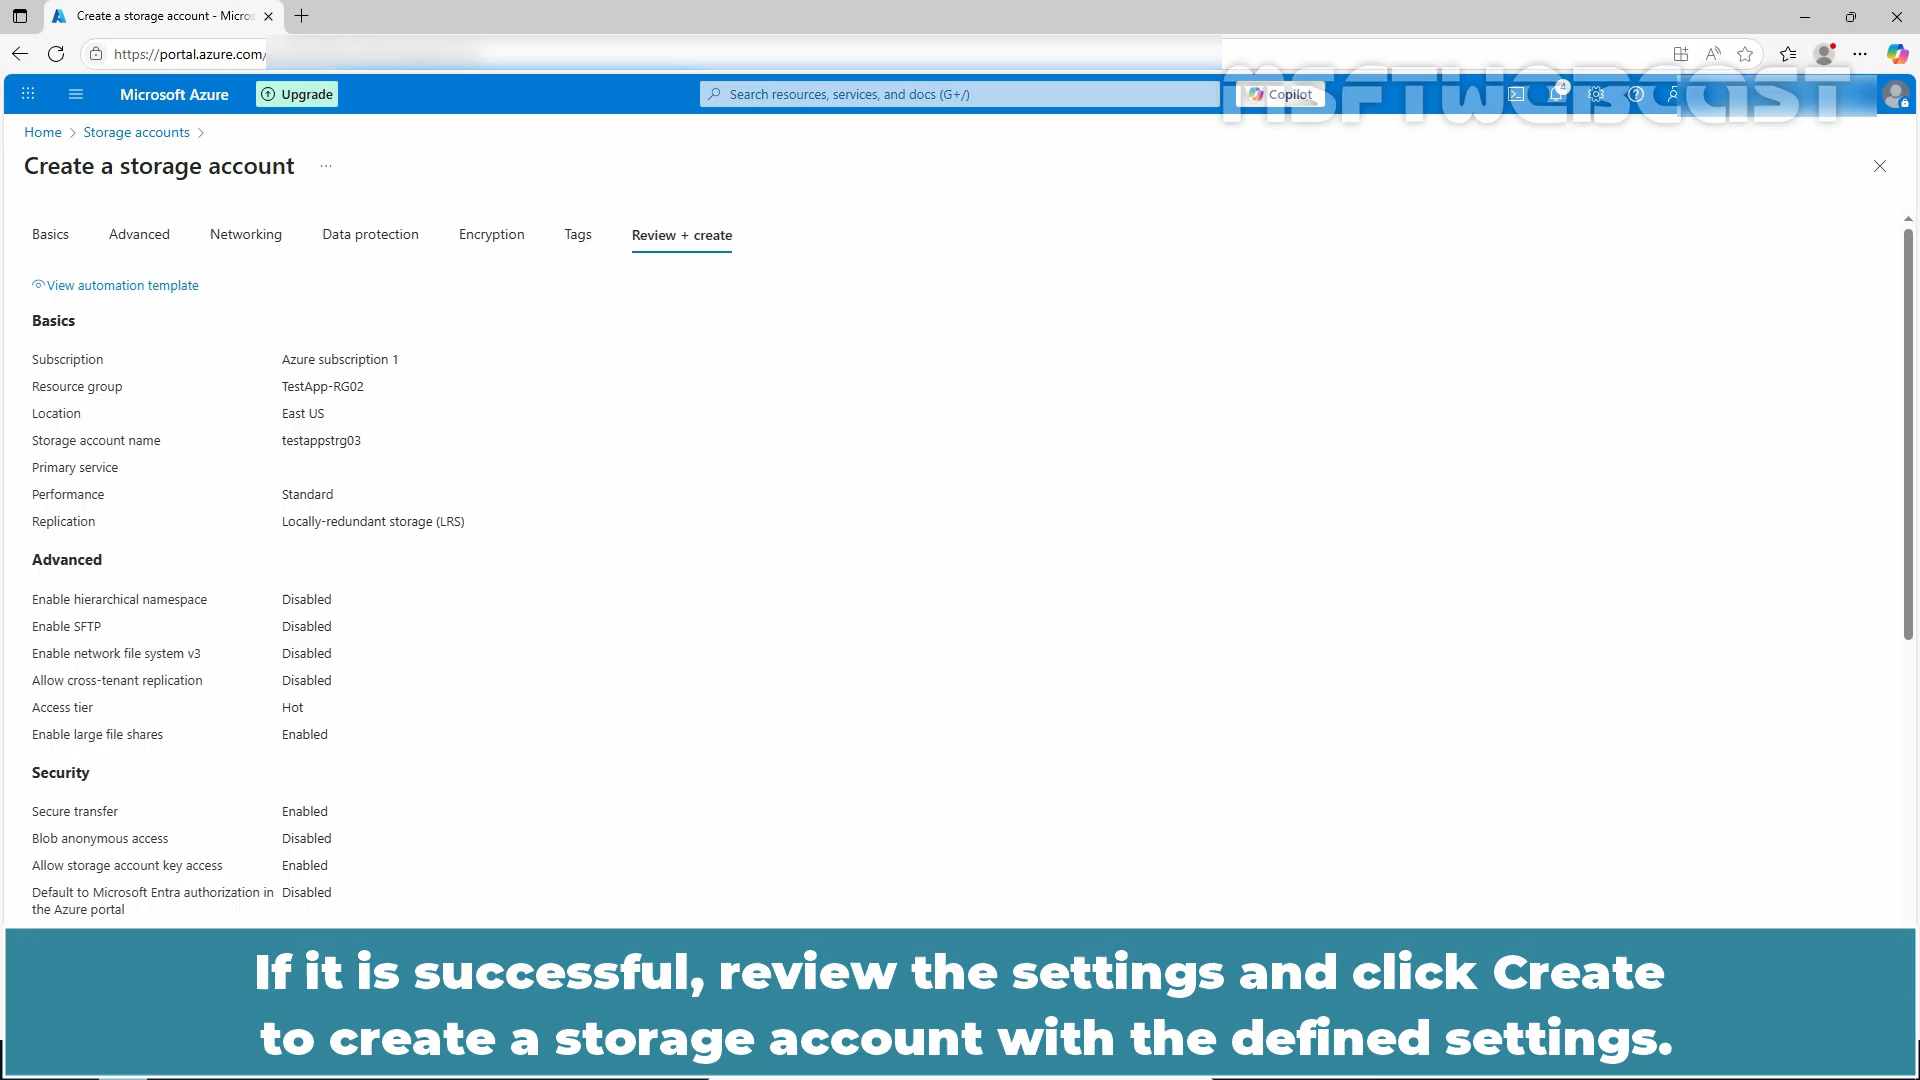 Create a storage account - Micros
https://portal.azure.com/
Microsoft Azure
Upgrade
Search resources, services, and docs (G+/)
Copilot
4
MSFTWEBCAST
Home > Storage accounts >
Create a storage account ...
Basics Advanced Networking Data protection Encryption Tags Review + create
View automation template
Basics
Subscription Azure subscription 1
Resource group TestApp-RG02
Location East US
Storage account name testappstrg03
Primary service
Performance Standard
Replication Locally-redundant storage (LRS)
Advanced
Enable hierarchical namespace Disabled
Enable SFTP Disabled
Enable network file system v3 Disabled
Allow cross-tenant replication Disabled
Access tier Hot
Enable large file shares Enabled
Security
Secure transfer Enabled
Blob anonymous access Disabled
Allow storage account key access Enabled
Default to Microsoft Entra authorization in Disabled
the Azure portal
If it is successful, review the settings and click Create
to create a storage account with the defined settings.